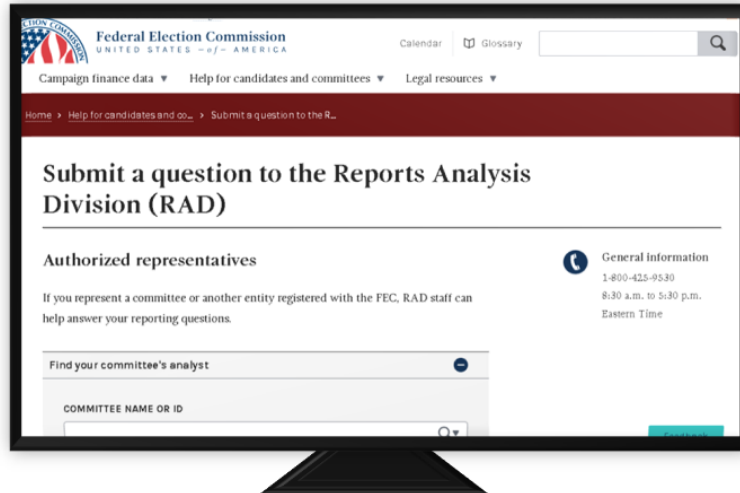 CTION COMMISSION
Federal Election Commission
UNITED STATES - of - AMERICA
Calendar
Glossary
Campaign finance data
Help for candidates and committees
Legal resources
Home > Help for candidates and co… > Submit a question to the R…
Submit a question to the Reports Analysis
Division (RAD)
Authorized representatives
If you represent a committee or another entity registered with the FEC, RAD staff can
help answer your reporting questions.
General information
1-800-425-9530
8:30 a.m. to 5:30 p.m.
Eastern Time
Find your committee's analyst
COMMITTEE NAME OR ID
Feedback